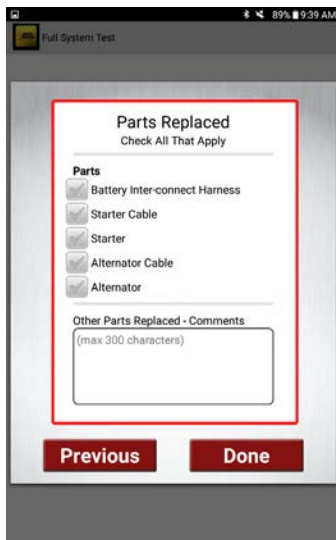 89% 9:39 AM
Full System Test
Parts Replaced
Check All That Apply
Parts
Battery Inter-connect Harness
Starter Cable
Starter
Alternator Cable
Alternator
Other Parts Replaced - Comments
(max 300 characters)
Previous
Done